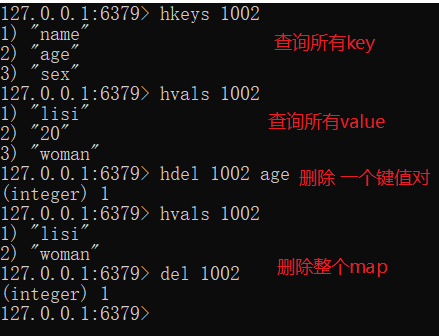 127.0.0.1:6379> hkeys 1002
1) "name"
2) "age"
3) "sex"
查询所有key
127.0.0.1:6379> hvals 1002
1) "lisi"
2) "20"
3) "woman"
查询所有value
127.0.0.1:6379> hdel 1002 age 删除 一个键值对
(integer) 1
127.0.0.1:6379> hvals 1002
1) "lisi"
2) "woman"
127.0.0.1:6379> del 1002 删除整个map
(integer) 1
127.0.0.1:6379>